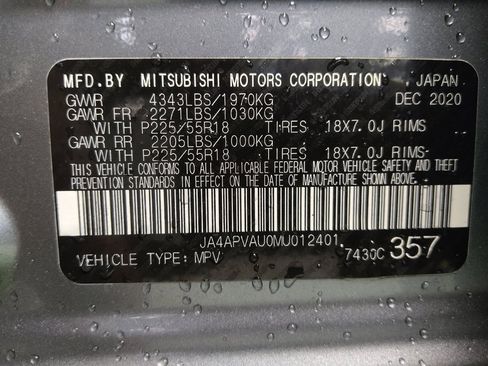 MFD.BY MITSUBISHI MOTORS CORPORATION JAPAN
GVWR 4343LBS/1970KG DEC 2020
GAWR FR 2271LBS/1030KG
WITH P225/55R18 TIRES 18X7.0J RIMS
GAWR RR 2205LBS/1000KG
WITH P225/55R18 TIRES 18X7.0J RIMS
THIS VEHICLE CONFORMS TO ALL APPLICABLE FEDERAL MOTOR VEHICLE SAFETY AND THEFT
PREVENTION STANDARDS IN EFFECT ON THE DATE OF MANUFACTURE SHOWN ABOVE.
JA4APVAU0MU012401
VEHICLE TYPE: MPV 7430C 357